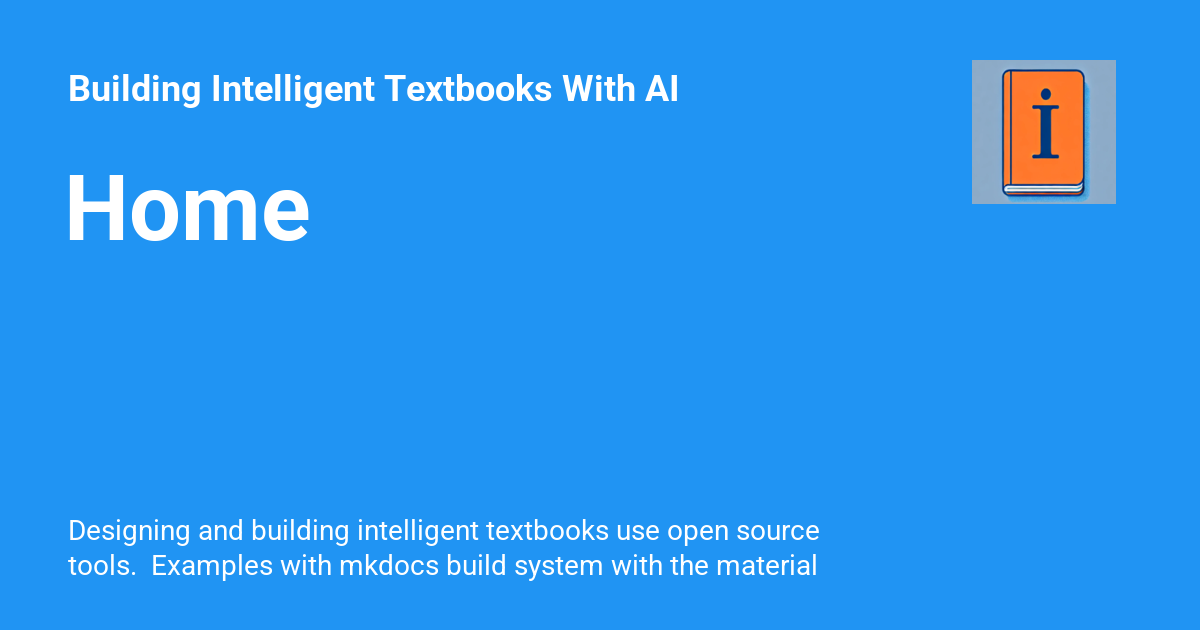 Building Intelligent Textbooks With AI
i
Home
Designing and building intelligent textbooks use open source
tools.  Examples with mkdocs build system with the material